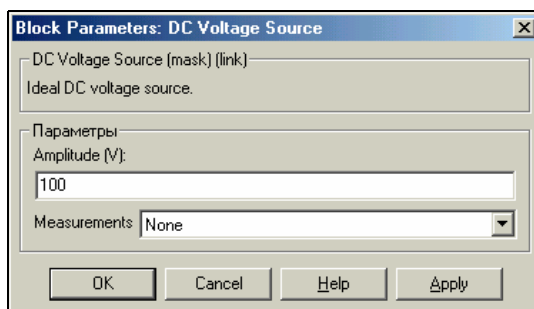 Block Parameters: DC Voltage Source
DC Voltage Source (mask) (link)
Ideal DC voltage source.
Параметры
Amplitude (V):
100
Measurements None
OK Cancel Help Apply